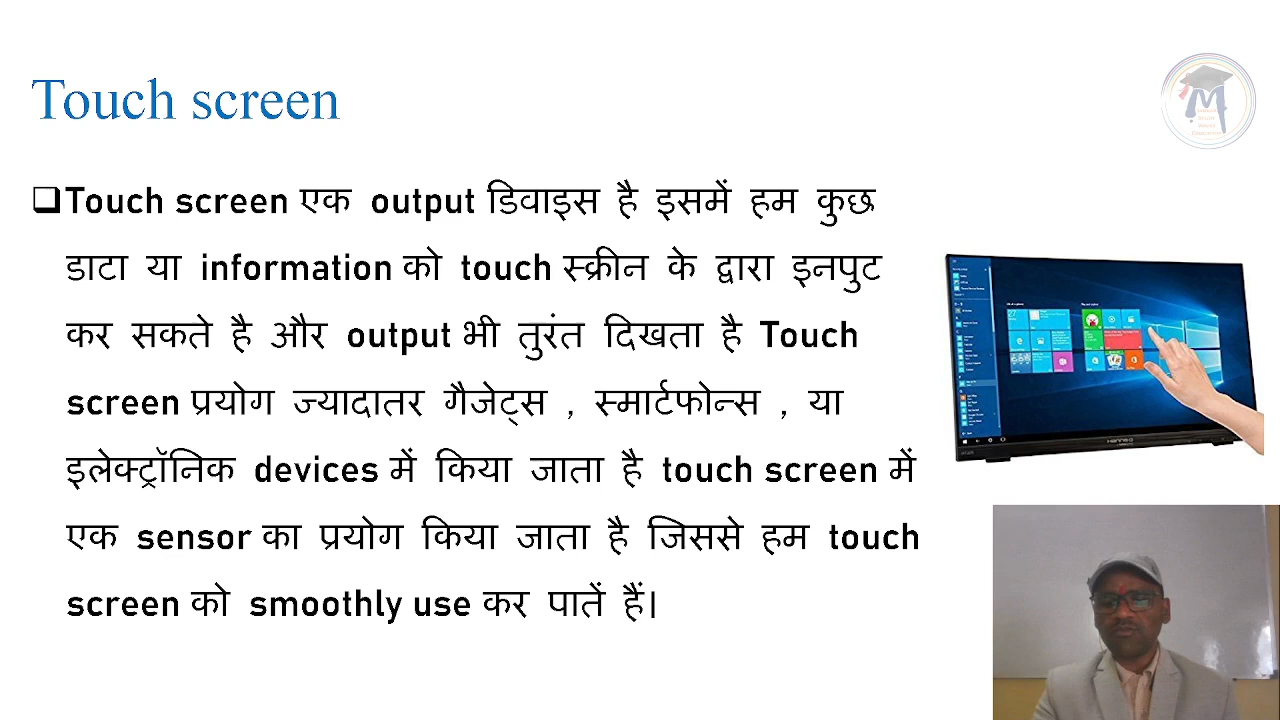 Touch screen
Touch screen एक output डिवाइस है इसमें हम कुछ
डाटा या information को touch स्क्रीन के द्वारा इनपुट
कर सकते है और output भी तुरंत दिखता है Touch
screen प्रयोग ज्यादातर गैजेट्स , स्मार्टफोन्स , या
इलेक्ट्रॉनिक devices में किया जाता है touch screen में
एक sensor का प्रयोग किया जाता है जिससे हम touch
screen को smoothly use कर पातें हैं।